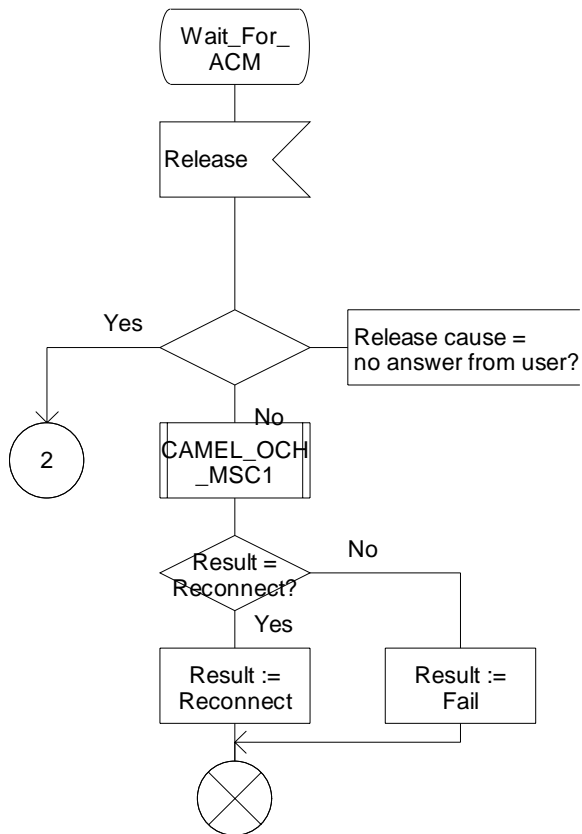 Wait_For_
ACM
Release
Yes
Release cause =
no answer from user?
No
2
CAMEL_OCH
_MSC1
Result =
Reconnect?
No
Yes
Result :=
Reconnect
Result :=
Fail